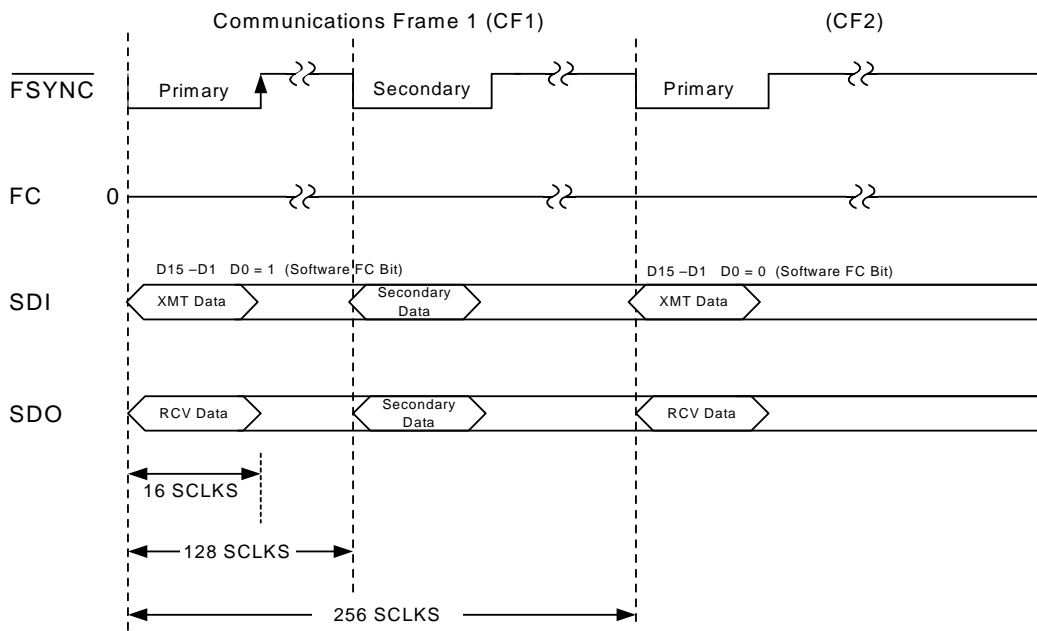 Communications Frame 1 (CF1)
(CF2)
FSYNC
Primary
Secondary
Primary
FC
0
D15 –D1 D0 = 1 (Software FC Bit)
D15 –D1 D0 = 0 (Software FC Bit)
SDI
XMT Data
Secondary
Data
XMT Data
SDO
RCV Data
Secondary
Data
RCV Data
16 SCLKS
128 SCLKS
256 SCLKS